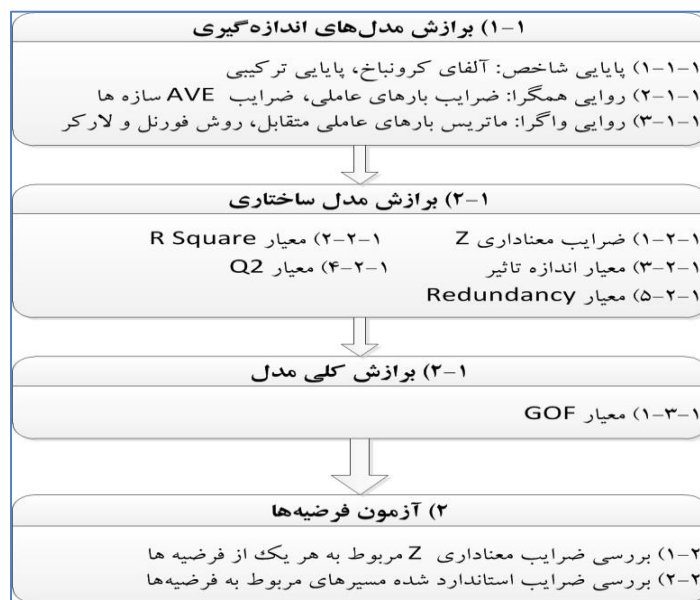 ۱-۱) برازش مدل‌های اندازه‌گیری
۱-۱-۱) پایایی شاخص: آلفای کرونباخ، پایایی ترکیبی
۲-۱-۱) روایی همگرا: ضرایب بارهای عاملی، ضرایب AVE سازه ها
۳-۱-۱) روایی واگرا: ماتریس بارهای عاملی متقابل، روش فورنل و لارکر
۲-۱) برازش مدل ساختاری
۱-۲-۱) ضرایب معناداری Z ۲-۲-۱) معیار R Square
۳-۲-۱) معیار اندازه تاثیر ۴-۲-۱) معیار Q2
۵-۲-۱) معیار Redundancy
۲-۱) برازش کلی مدل
۱-۳-۱) معیار GOF
۲) آزمون فرضیه‌ها
۱-۲) بررسی ضرایب معناداری Z مربوط به هر یک از فرضیه ها
۲-۲) بررسی ضرایب استاندارد شده مسیرهای مربوط به فرضیه‌ها